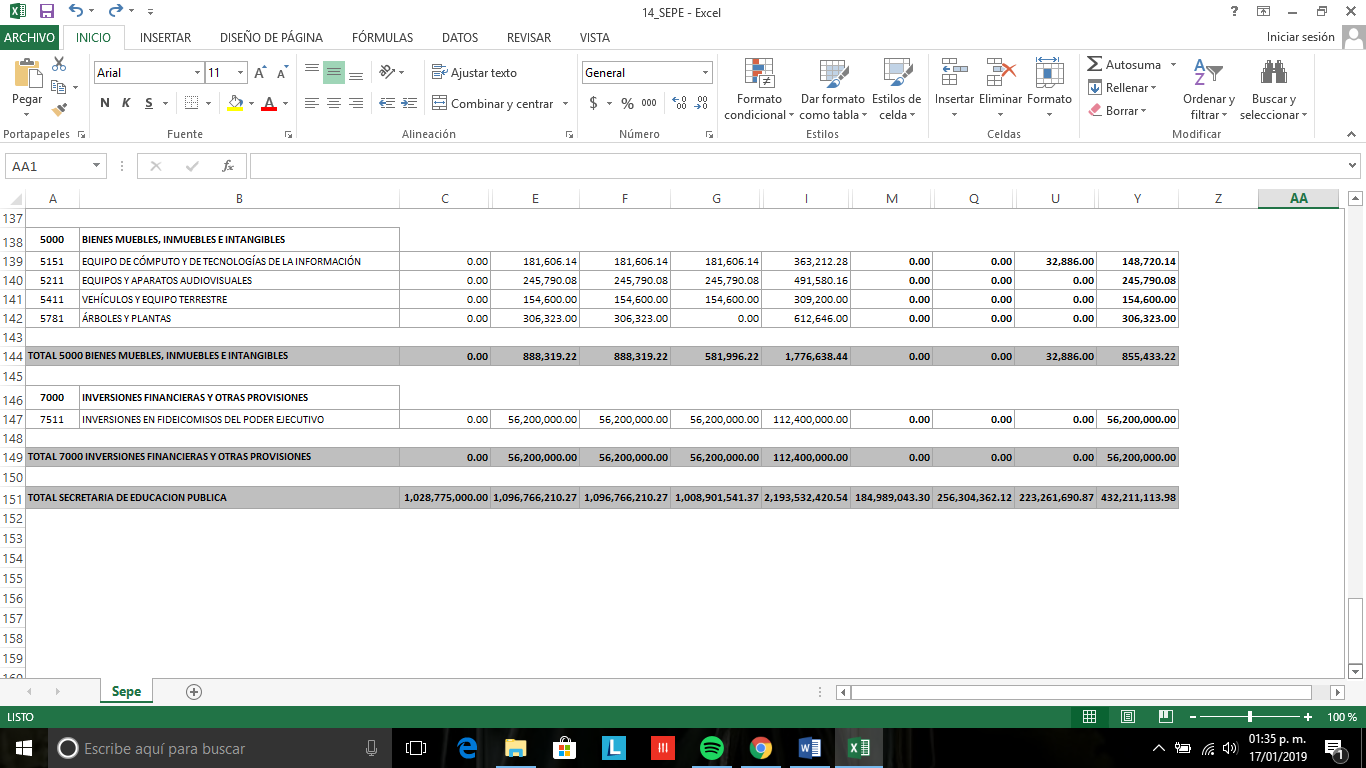 14_SEPE - Excel
?
ARCHIVO INICIO INSERTAR DISEÑO DE PÁGINA FÓRMULAS DATOS REVISAR VISTA Iniciar sesión
Pegar
Arial 11 A A
N K S A
Ajustar texto
Combinar y centrar
General
$ % 000
Formato condicional
Dar formato como tabla
Estilos de celda
Insertar Eliminar Formato
Autosuma
Rellenar
Borrar
Ordenar y filtrar
Buscar y seleccionar
Portapapeles Fuente Alineación Número Estilos Celdas Modificar
AA1 fx
A B C E F G I M Q U Y Z AA
137
138 5000 BIENES MUEBLES, INMUEBLES E INTANGIBLES
139 5151 EQUIPO DE CÓMPUTO Y DE TECNOLOGÍAS DE LA INFORMACIÓN 0.00 181,606.14 181,606.14 181,606.14 363,212.28 0.00 0.00 32,886.00 148,720.14
140 5211 EQUIPOS Y APARATOS AUDIOVISUALES 0.00 245,790.08 245,790.08 245,790.08 491,580.16 0.00 0.00 0.00 245,790.08
141 5411 VEHÍCULOS Y EQUIPO TERRESTRE 0.00 154,600.00 154,600.00 154,600.00 309,200.00 0.00 0.00 0.00 154,600.00
142 5781 ÁRBOLES Y PLANTAS 0.00 306,323.00 306,323.00 0.00 612,646.00 0.00 0.00 0.00 306,323.00
143
144 TOTAL 5000 BIENES MUEBLES, INMUEBLES E INTANGIBLES 0.00 888,319.22 888,319.22 581,996.22 1,776,638.44 0.00 0.00 32,886.00 855,433.22
145
146 7000 INVERSIONES FINANCIERAS Y OTRAS PROVISIONES
147 7511 INVERSIONES EN FIDEICOMISOS DEL PODER EJECUTIVO 0.00 56,200,000.00 56,200,000.00 56,200,000.00 112,400,000.00 0.00 0.00 0.00 56,200,000.00
148
149 TOTAL 7000 INVERSIONES FINANCIERAS Y OTRAS PROVISIONES 0.00 56,200,000.00 56,200,000.00 56,200,000.00 112,400,000.00 0.00 0.00 0.00 56,200,000.00
150
151 TOTAL SECRETARIA DE EDUCACION PUBLICA 1,028,775,000.00 1,096,766,210.27 1,096,766,210.27 1,008,901,541.37 2,193,532,420.54 184,989,043.30 256,304,362.12 223,261,690.87 432,211,113.98
152
153
154
155
156
157
158
159
160
Sepe
LISTO 100 %
Escribe aquí para buscar
01:35 p. m.
17/01/2019
1